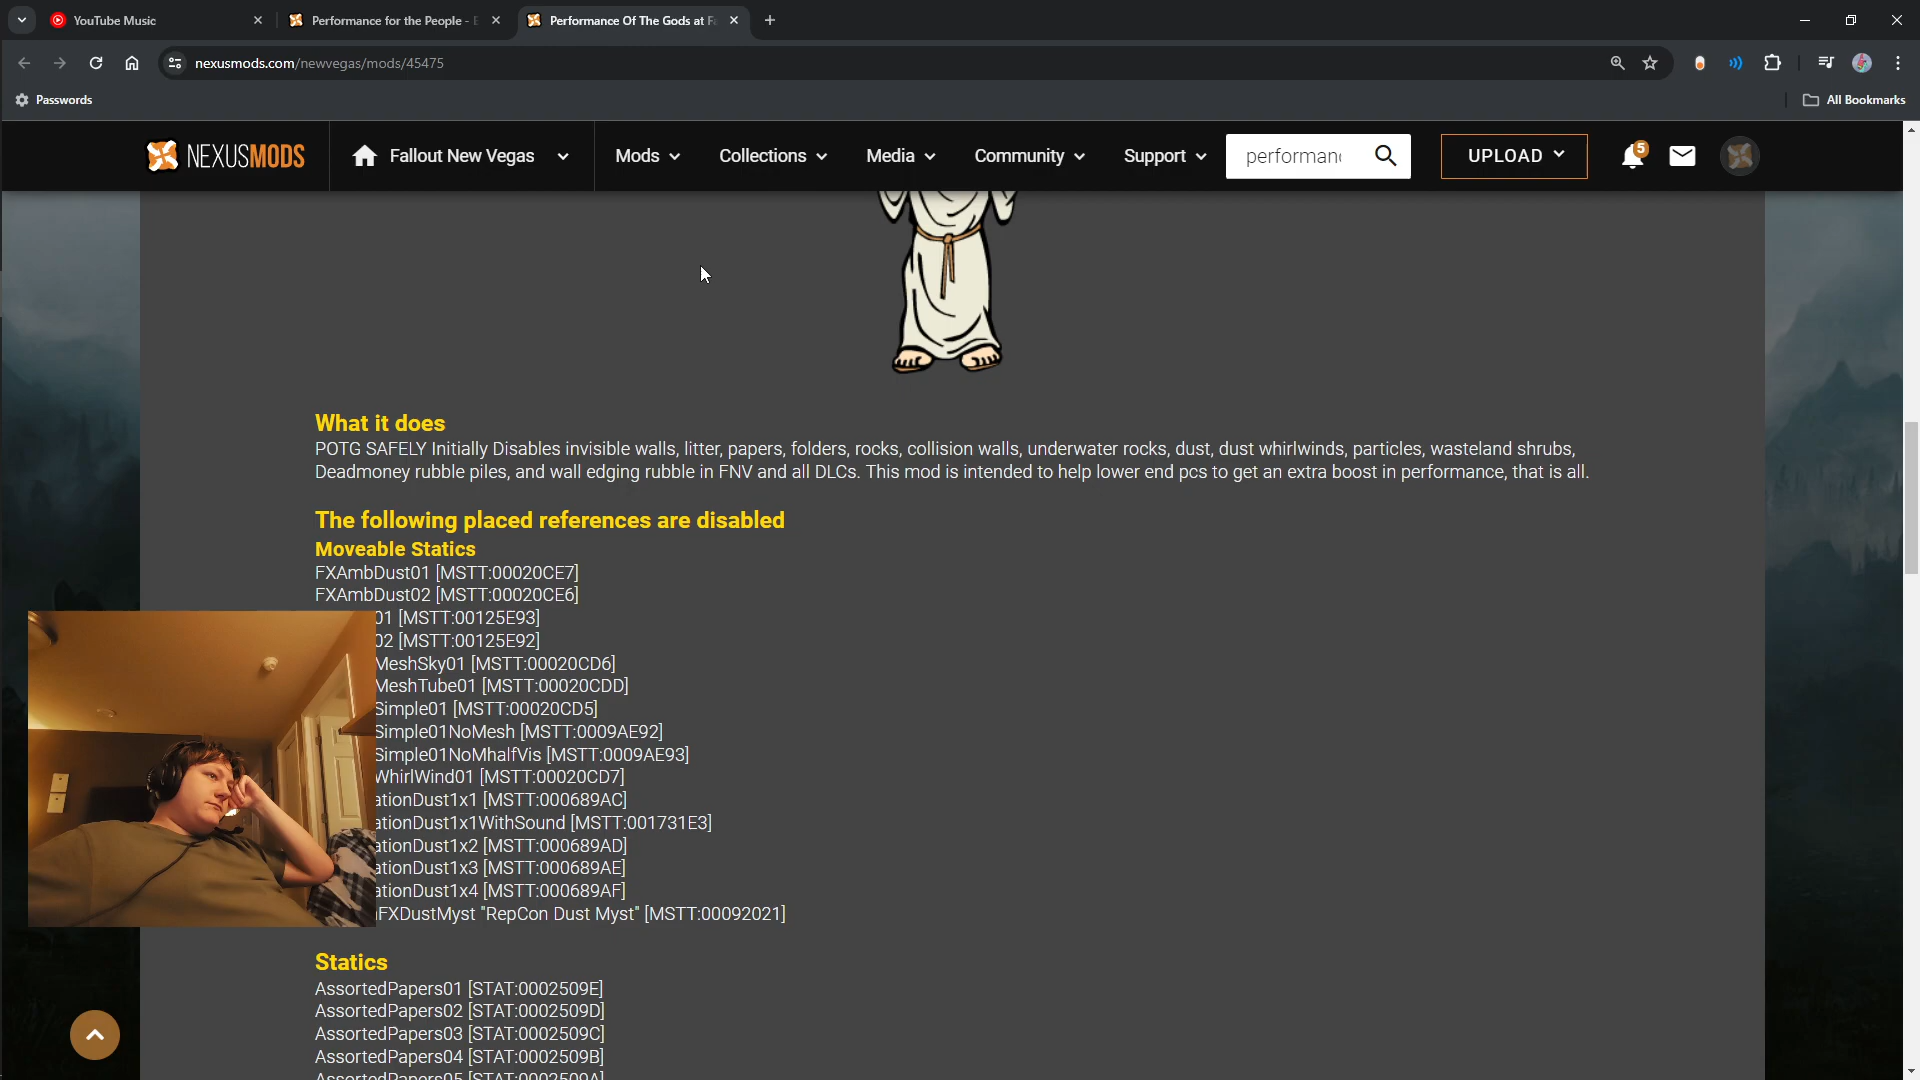 YouTube Music
Performance for the People -
Performance Of The Gods at Fa
nexusmods.com/newvegas/mods/45475
Passwords
All Bookmarks
NEXUSMODS
Fallout New Vegas
Mods
Collections
Media
Community
Support
performanc
UPLOAD
5
What it does
POTG SAFELY Initially Disables invisible walls, litter, papers, folders, rocks, collision walls, underwater rocks, dust, dust whirlwinds, particles, wasteland shrubs,
Deadmoney rubble piles, and wall edging rubble in FNV and all DLCs. This mod is intended to help lower end pcs to get an extra boost in performance, that is all.
The following placed references are disabled
Moveable Statics
FXAmbDust01 [MSTT:00020CE7]
FXAmbDust02 [MSTT:00020CE6]
01 [MSTT:00125E93]
02 [MSTT:00125E92]
MeshSky01 [MSTT:00020CD6]
MeshTube01 [MSTT:00020CDD]
Simple01 [MSTT:00020CD5]
Simple01NoMesh [MSTT:0009AE92]
Simple01NoMhalfVis [MSTT:0009AE93]
WhirlWind01 [MSTT:00020CD7]
ationDust1x1 [MSTT:000689AC]
ationDust1x1WithSound [MSTT:001731E3]
ationDust1x2 [MSTT:000689AD]
ationDust1x3 [MSTT:000689AE]
ationDust1x4 [MSTT:000689AF]
FXDustMyst "RepCon Dust Myst" [MSTT:00092021]
Statics
AssortedPapers01 [STAT:0002509E]
AssortedPapers02 [STAT:0002509D]
AssortedPapers03 [STAT:0002509C]
AssortedPapers04 [STAT:0002509B]
AssortedPapers05 [STAT:0002509A]